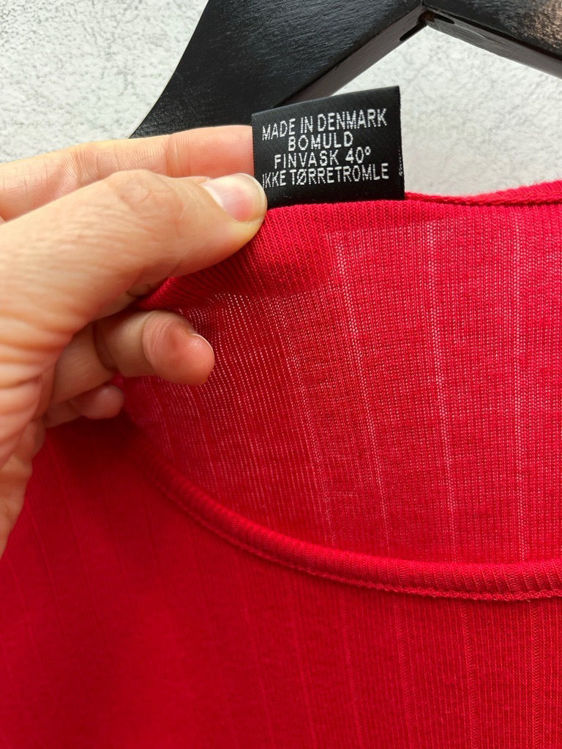 MADE IN DENMARK
BOMULD
FINVASK 40°
IKKE TØRRETROMLE